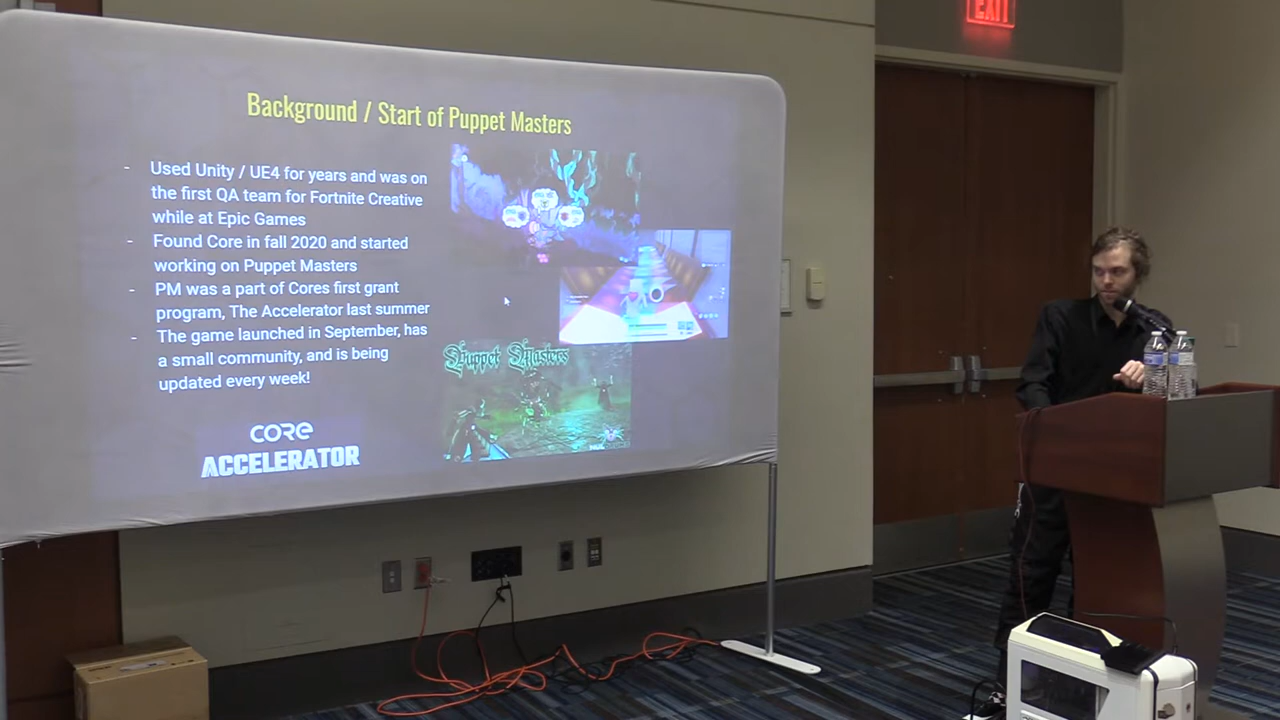 EXIT
Background / Start of Puppet Masters
- Used Unity / UE4 for years and was on
the first QA team for Fortnite Creative
while at Epic Games
- Found Core in fall 2020 and started
working on Puppet Masters
- PM was a part of Cores first grant
program, The Accelerator last summer
- The game launched in September, has
a small community, and is being
updated every week!
Puppet Masters
CORE
ACCELERATOR